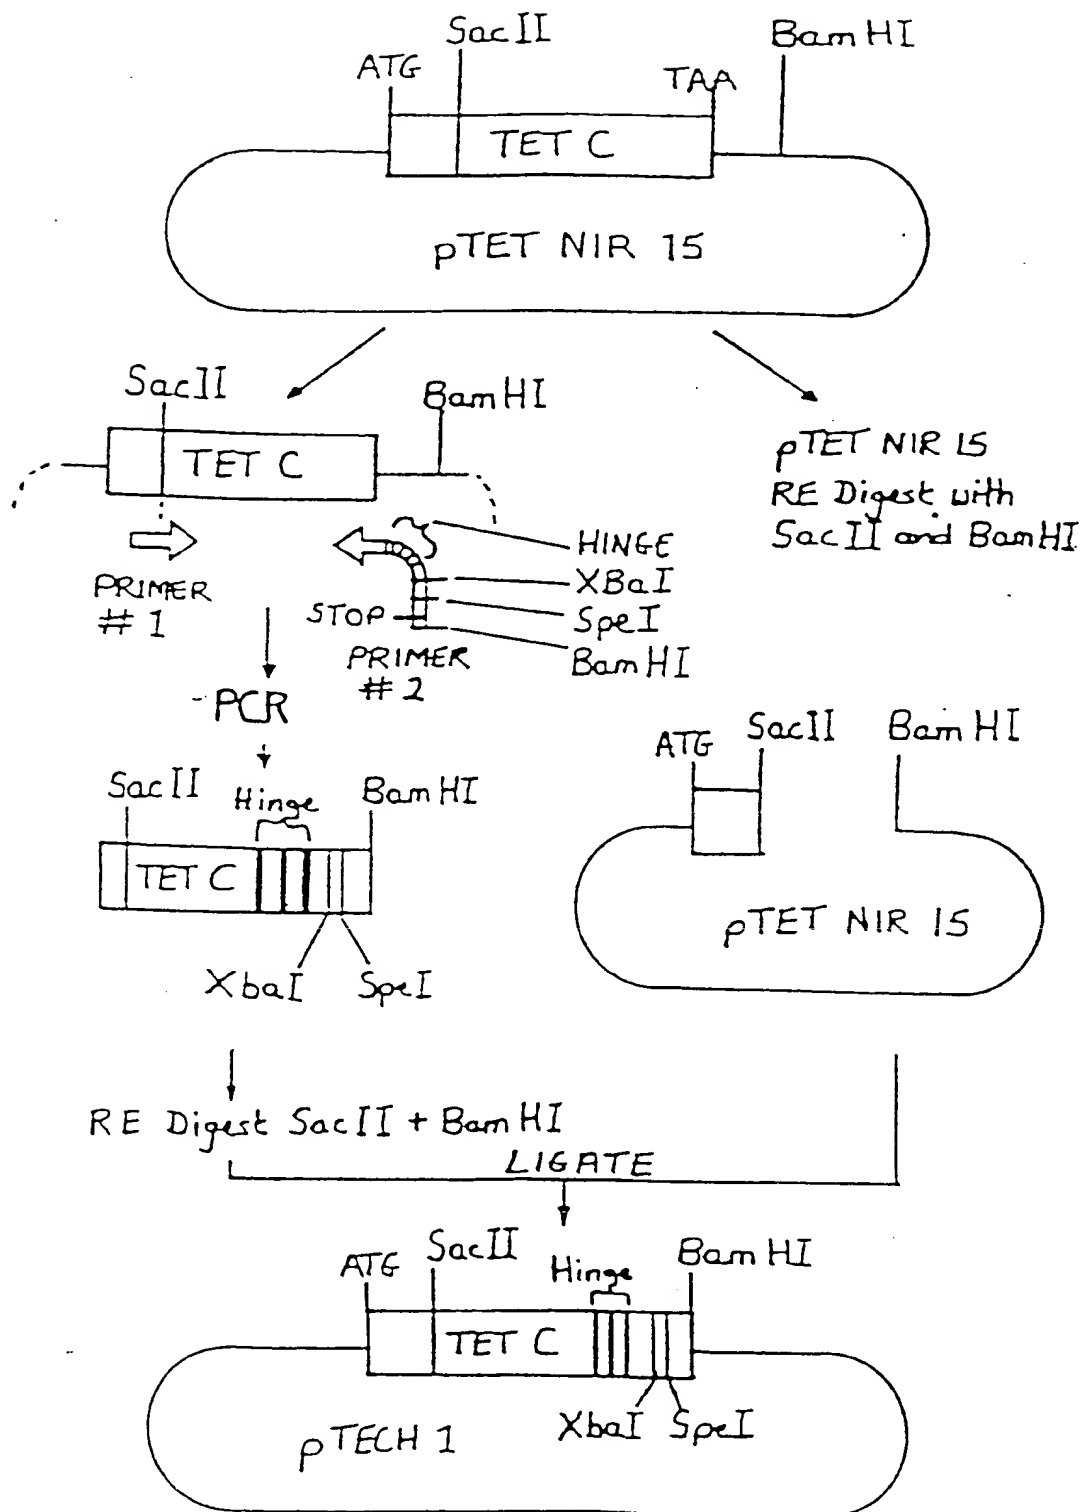 SacII
BamHI
ATG
TAA
TET C
pTET NIR 15
SacII
BamHI
TET C
pTET NIR 15
RE Digest with
SacII and BamHI
HINGE
XBaI
SpeI
BamHI
STOP
PRIMER
# 1
PRIMER
# 2
PCR
SacII
Hinge
BamHI
TET C
XbaI
SpeI
ATG
SacII
BamHI
pTET NIR 15
RE Digest SacII + BamHI
LIGATE
ATG
SacII
Hinge
BamHI
TET C
XbaI
SpeI
pTECH 1